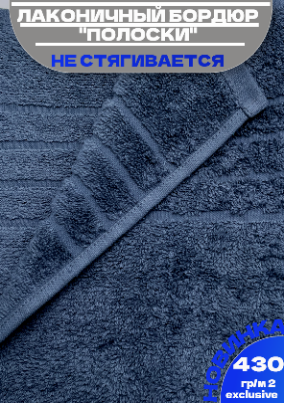 ЛАКОНИЧНЫЙ БОРДЮР
"ПОЛОСКИ"
НЕ СТЯГИВАЕТСЯ
НОВИНКА
430
гр/м 2
exclusive